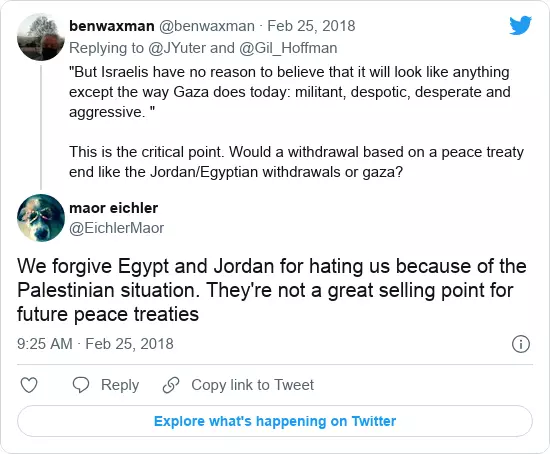 benwaxman @benwaxman · Feb 25, 2018
Replying to @JYuter and @Gil_Hoffman
"But Israelis have no reason to believe that it will look like anything
except the way Gaza does today: militant, despotic, desperate and
aggressive. "
This is the critical point. Would a withdrawal based on a peace treaty
end like the Jordan/Egyptian withdrawals or gaza?
maor eichler
@EichlerMaor
We forgive Egypt and Jordan for hating us because of the
Palestinian situation. They're not a great selling point for
future peace treaties
9:25 AM · Feb 25, 2018
Reply Copy link to Tweet
Explore what's happening on Twitter